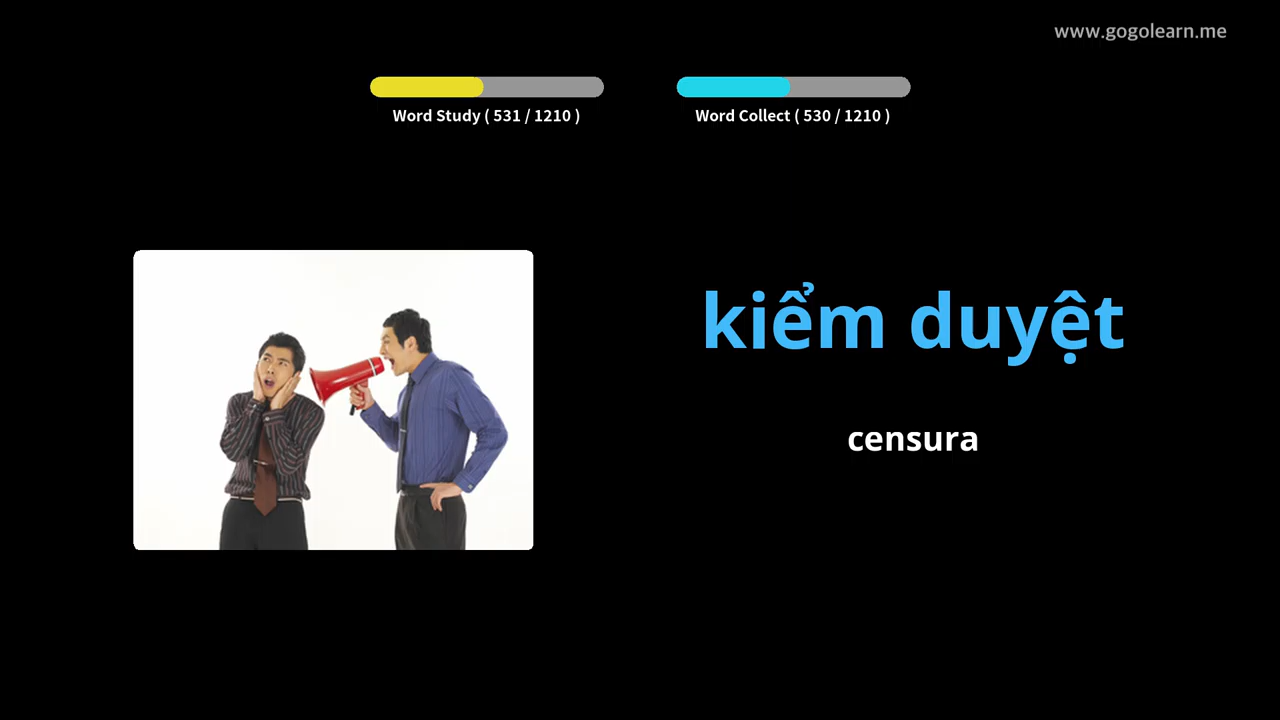 www.gogolearn.me
Word Study ( 531 / 1210 )
Word Collect ( 530 / 1210 )
kiểm duyệt
censura